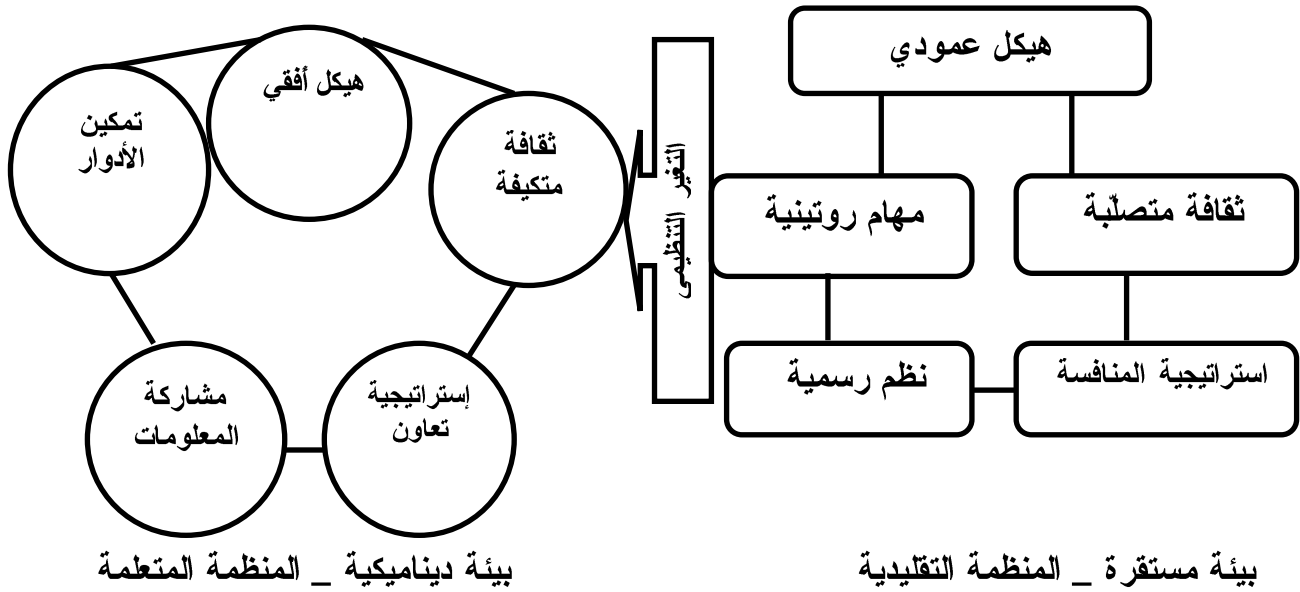 هيكل عمودي
ثقافة متصلّبة
مهام روتينية
استراتيجية المنافسة
نظم رسمية
التغير التنظيمى
هيكل أفقي
ثقافة
متكيفة
تمكين
الأدوار
إستراتيجية
تعاون
مشاركة
المعلومات
بيئة مستقرة _ المنظمة التقليدية
بيئة ديناميكية _ المنظمة المتعلمة